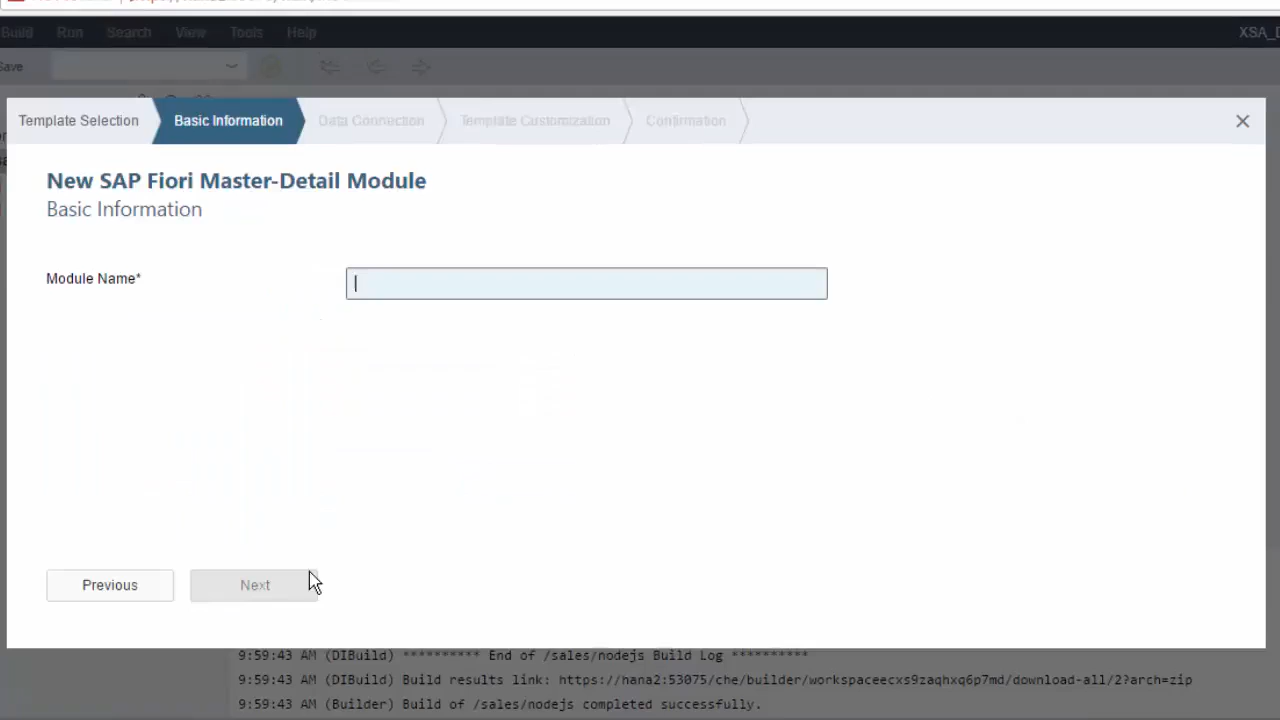 Build Run Search View Tools Help
Save
Template Selection Basic Information Data Connection Template Customization Confirmation
New SAP Fiori Master-Detail Module
Basic Information
Module Name*
Previous Next
9:59:43 AM (DIBuild) ********** End of /sales/nodejs Build Log **********
9:59:43 AM (DIBuild) Build results link: https://hana2:53075/che/builder/workspaceecxs9zaqhxq6p7md/download-all/2?arch=zip
9:59:43 AM (Builder) Build of /sales/nodejs completed successfully.